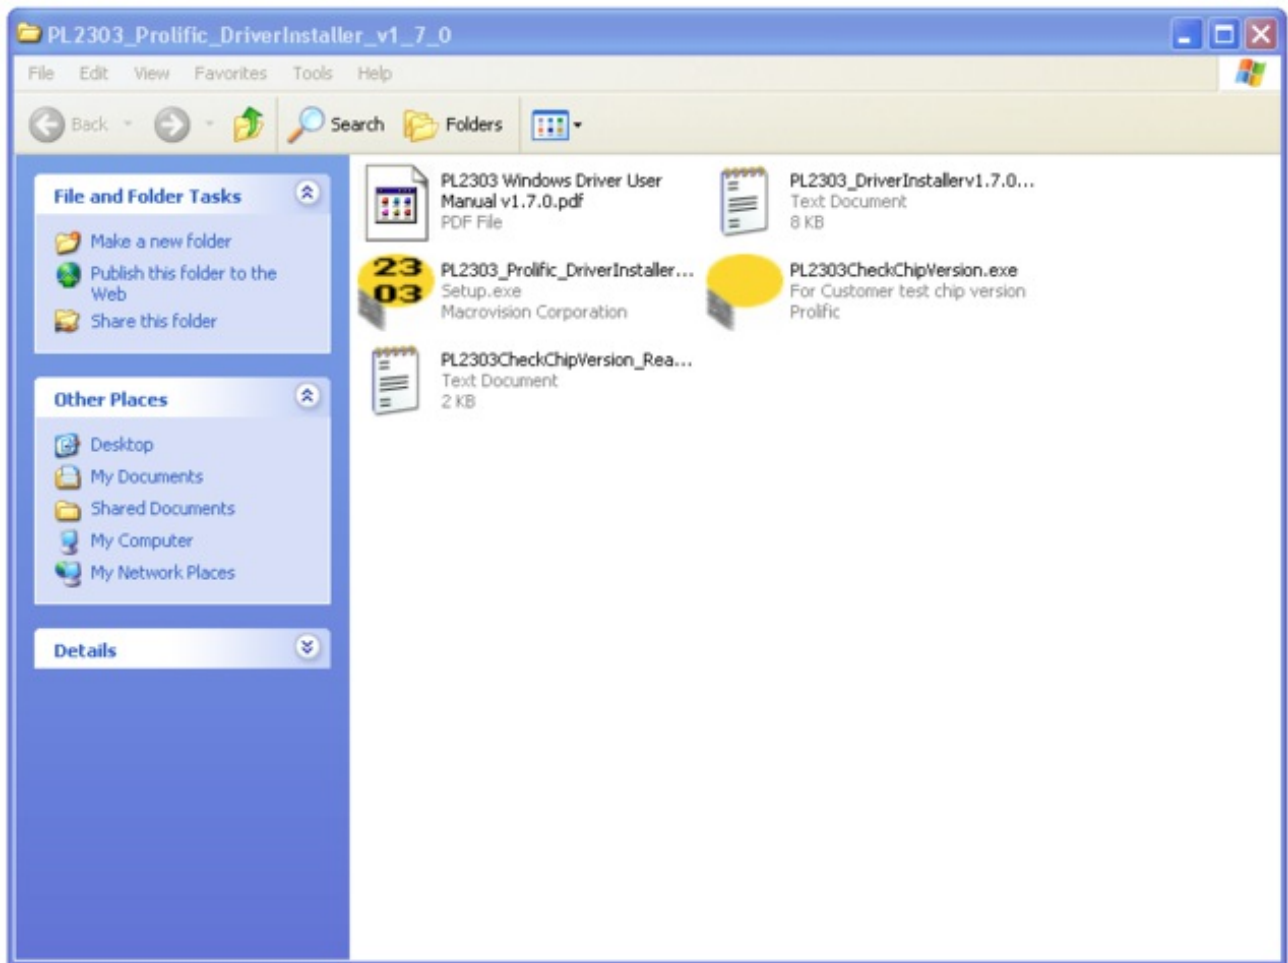 PL2303_Prolific_DriverInstaller_v1_7_0
File Edit View Favorites Tools Help
Back Search Folders
File and Folder Tasks
Make a new folder
Publish this folder to the
Web
Share this folder
Other Places
Desktop
My Documents
Shared Documents
My Computer
My Network Places
Details
PL2303 Windows Driver User
Manual v1.7.0.pdf
PDF File
PL2303_DriverInstallerv1.7.0...
Text Document
8 KB
23
03
PL2303_Prolific_DriverInstaller...
Setup.exe
Macrovision Corporation
PL2303CheckChipVersion.exe
For Customer test chip version
Prolific
PL2303CheckChipVersion_Rea...
Text Document
2 KB